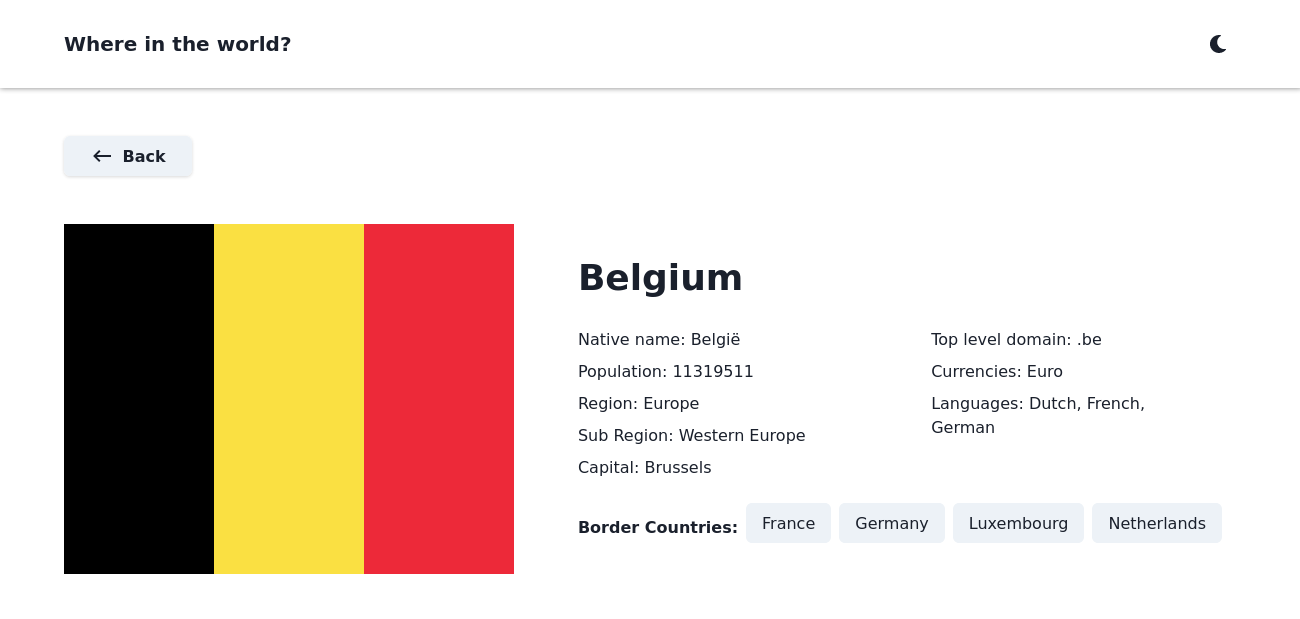 Where in the world?
Back
Belgium
Native name: België
Population: 11319511
Region: Europe
Sub Region: Western Europe
Capital: Brussels
Top level domain: .be
Currencies: Euro
Languages: Dutch, French,
German
Border Countries: France Germany Luxembourg Netherlands